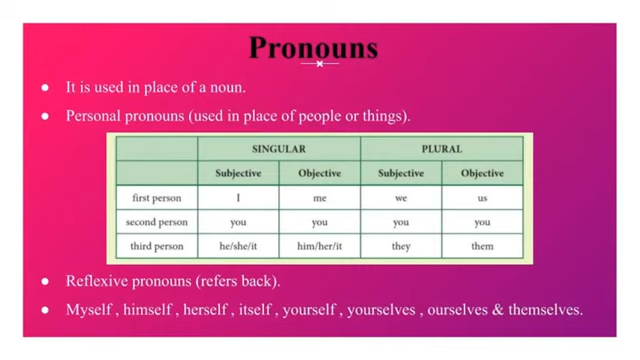 Pronouns
● It is used in place of a noun.
● Personal pronouns (used in place of people or things).
SINGULAR PLURAL
Subjective Objective Subjective Objective
first person I me we us
second person you you you you
third person he/she/it him/her/it they them
● Reflexive pronouns (refers back).
● Myself , himself , herself , itself , yourself , yourselves , ourselves & themselves.